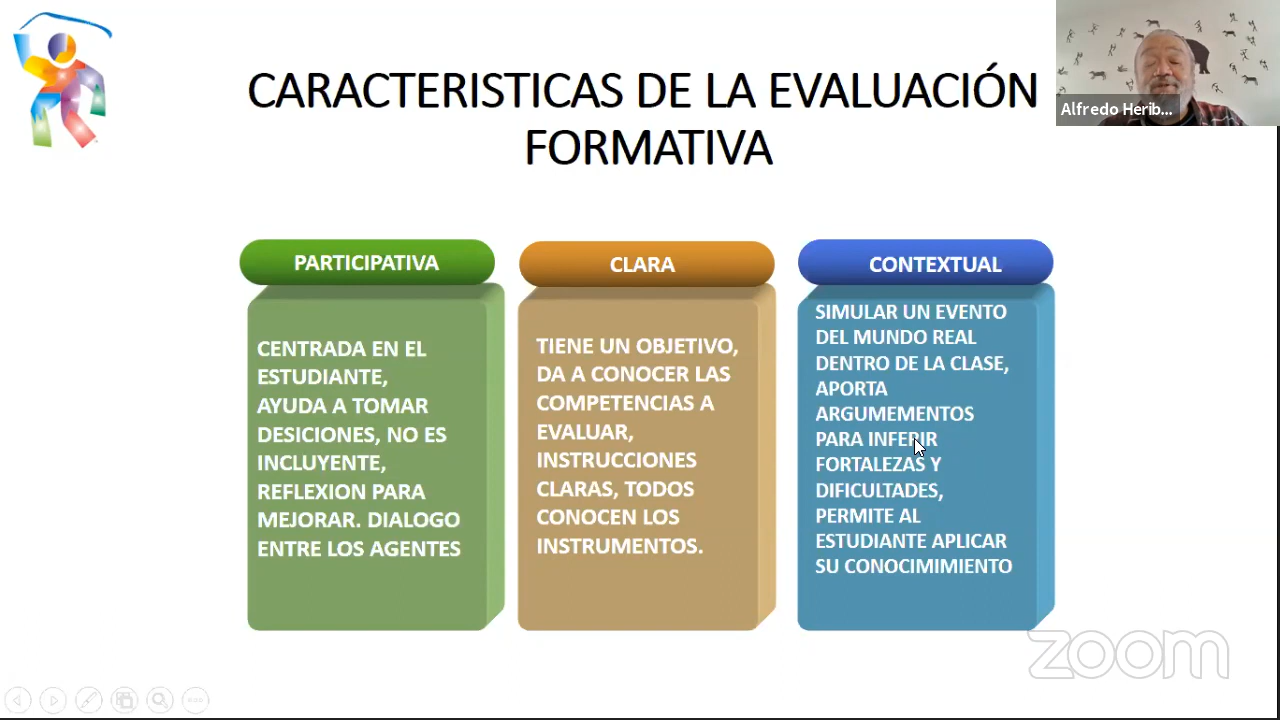 CARACTERISTICAS DE LA EVALUACIÓN
FORMATIVA
Alfredo Herib...
PARTICIPATIVA
CENTRADA EN EL
ESTUDIANTE,
AYUDA A TOMAR
DESICIONES, NO ES
INCLUYENTE,
REFLEXION PARA
MEJORAR. DIALOGO
ENTRE LOS AGENTES
CLARA
TIENE UN OBJETIVO,
DA A CONOCER LAS
COMPETENCIAS A
EVALUAR,
INSTRUCCIONES
CLARAS, TODOS
CONOCEN LOS
INSTRUMENTOS.
CONTEXTUAL
SIMULAR UN EVENTO
DEL MUNDO REAL
DENTRO DE LA CLASE,
APORTA
ARGUMEMENTOS
PARA INFERIR
FORTALEZAS Y
DIFICULTADES,
PERMITE AL
ESTUDIANTE APLICAR
SU CONOCIMIMIENTO
zoom